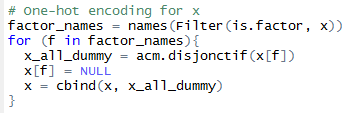 # One-hot encoding for x
factor_names = names(Filter(is.factor, x))
for (f in factor_names){
  x_all_dummy = acm.disjonctif(x[f])
  x[f] = NULL
  x = cbind(x, x_all_dummy)
}